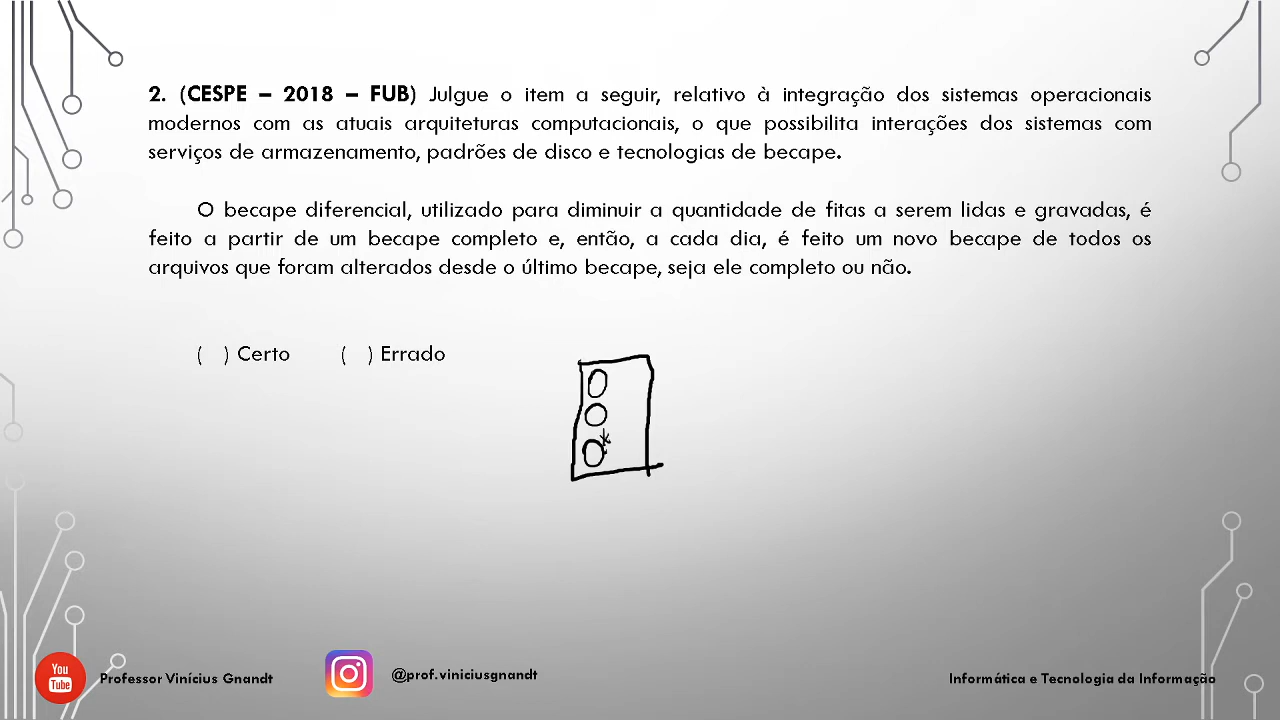 2. (CESPE – 2018 – FUB) Julgue o item a seguir, relativo à integração dos sistemas operacionais
modernos com as atuais arquiteturas computacionais, o que possibilita interações dos sistemas com
serviços de armazenamento, padrões de disco e tecnologias de becape.
O becape diferencial, utilizado para diminuir a quantidade de fitas a serem lidas e gravadas, é
feito a partir de um becape completo e, então, a cada dia, é feito um novo becape de todos os
arquivos que foram alterados desde o último becape, seja ele completo ou não.
( ) Certo ( ) Errado
You
Tube
Professor Vinícius Gnandt
@prof.viniciusgnandt
Informática e Tecnologia da Informação